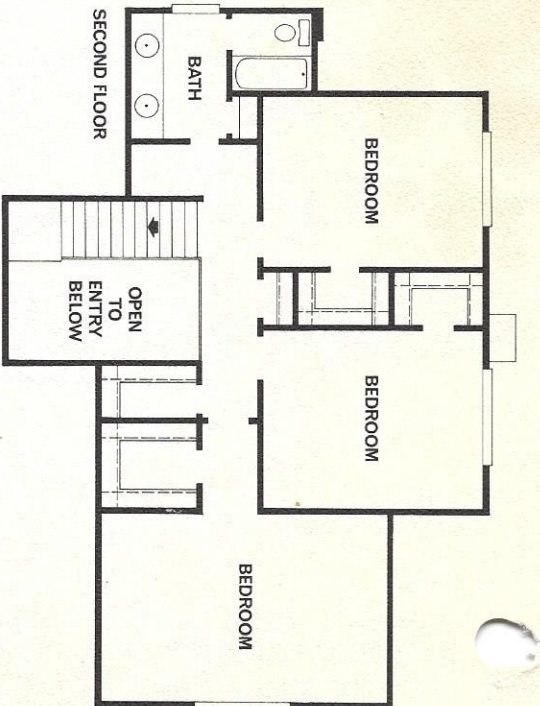 SECOND FLOOR
BATH
BEDROOM
OPEN
TO
ENTRY
BELOW
BEDROOM
BEDROOM